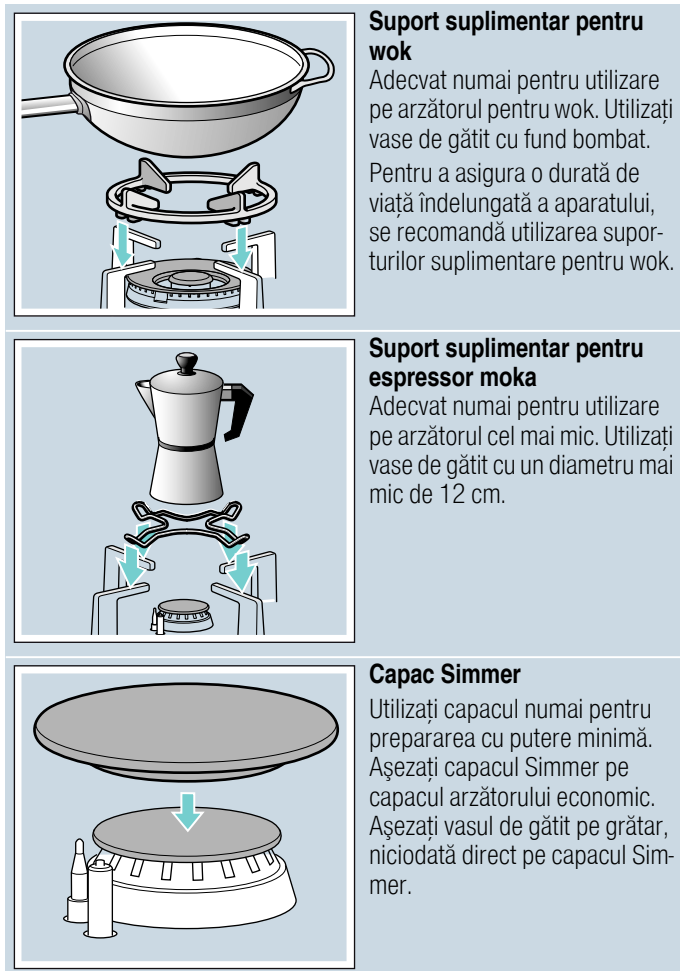 Suport suplimentar pentru
wok
Adecvat numai pentru utilizare
pe arzătorul pentru wok. Utilizați
vase de gătit cu fund bombat.
Pentru a asigura o durată de
viață îndelungată a aparatului,
se recomandă utilizarea supor-
turilor suplimentare pentru wok.
Suport suplimentar pentru
espressor moka
Adecvat numai pentru utilizare
pe arzătorul cel mai mic. Utilizați
vase de gătit cu un diametru mai
mic de 12 cm.
Capac Simmer
Utilizați capacul numai pentru
prepararea cu putere minimă.
Aşezați capacul Simmer pe
capacul arzătorului economic.
Aşezați vasul de gătit pe grătar,
niciodată direct pe capacul Sim-
mer.